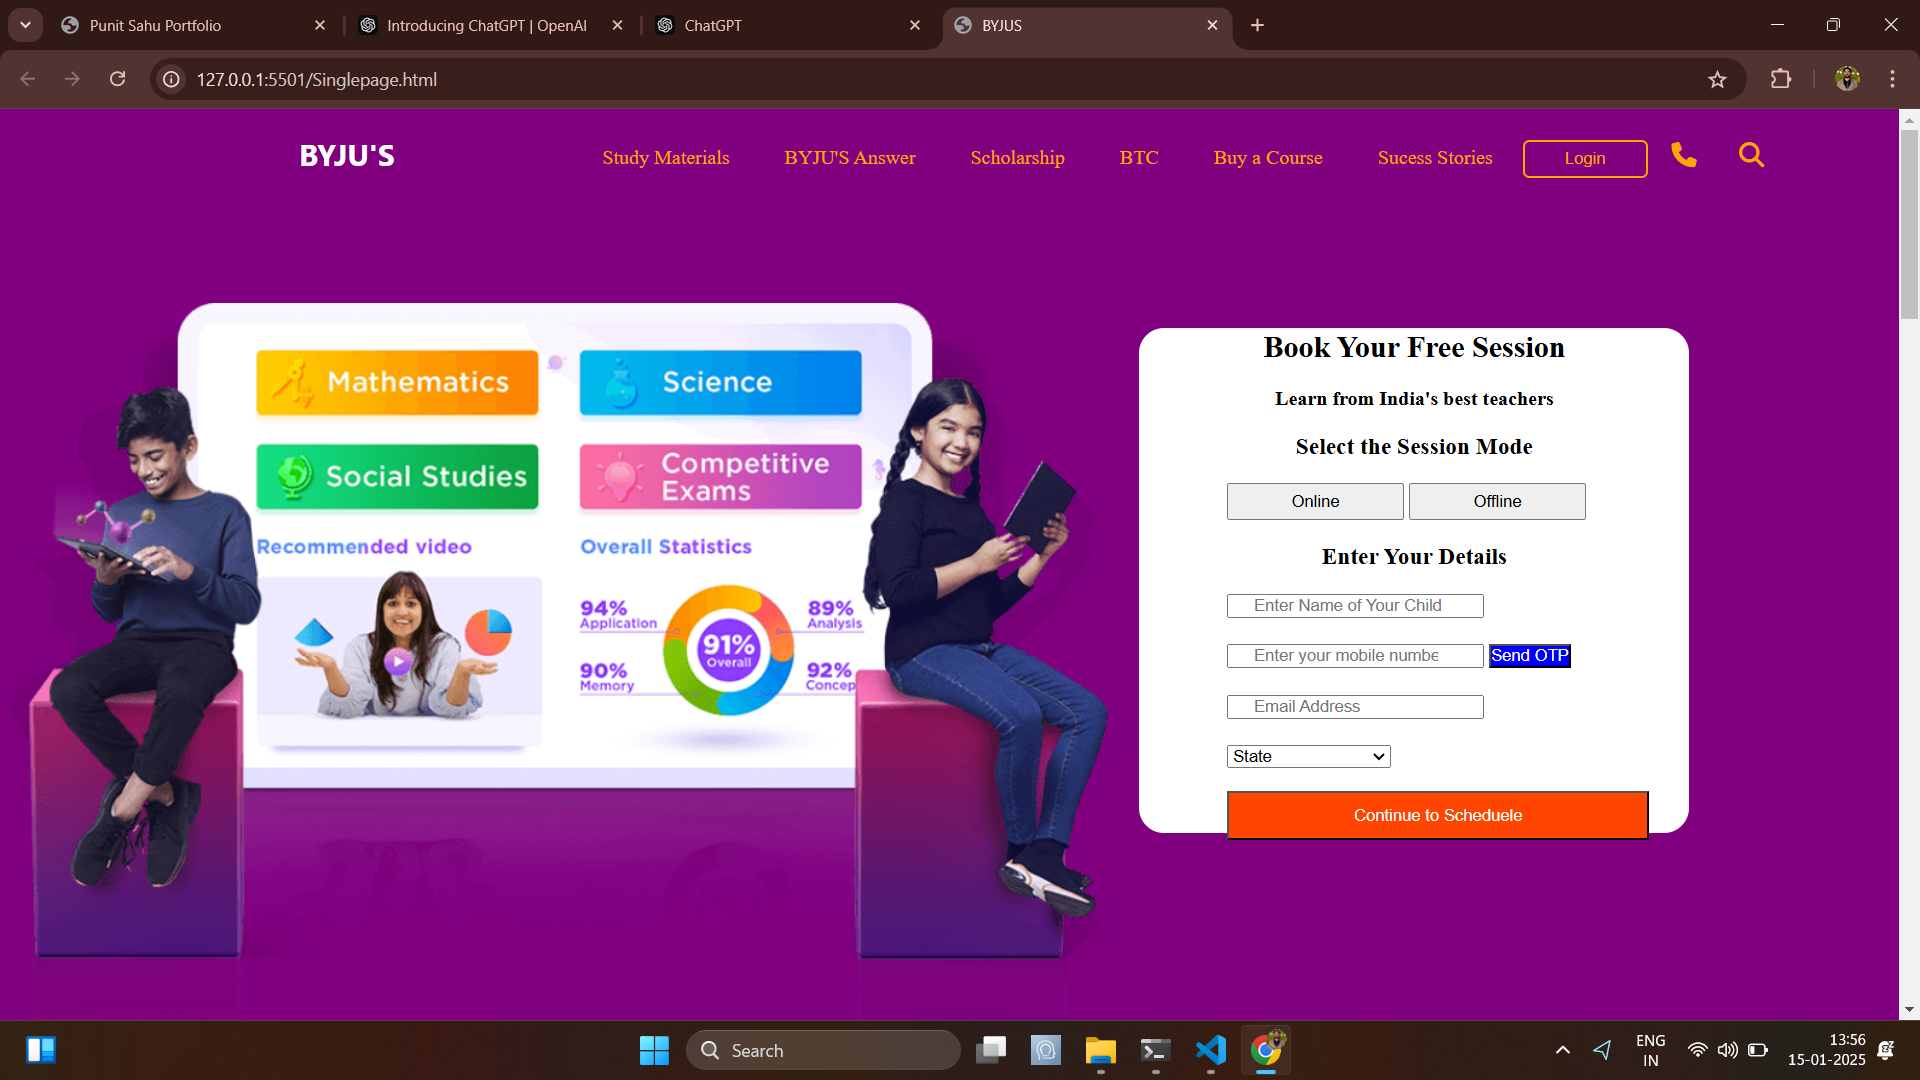 Punit Sahu Portfolio
Introducing ChatGPT | OpenAI
ChatGPT
BYJUS
127.0.0.1:5501/Singlepage.html
BYJU'S
Study Materials
BYJU'S Answer
Scholarship
BTC
Buy a Course
Sucess Stories
Login
Mathematics
Science
Social Studies
Competitive
Exams
Recommended video
Overall Statistics
94%
Application
89%
Analysis
91%
Overall
90%
Memory
92%
Concep
Book Your Free Session
Learn from India's best teachers
Select the Session Mode
Online
Offline
Enter Your Details
Enter Name of Your Child
Enter your mobile numbe
Send OTP
Email Address
State
Continue to Scheduele
Search
ENG
IN
13:56
15-01-2025